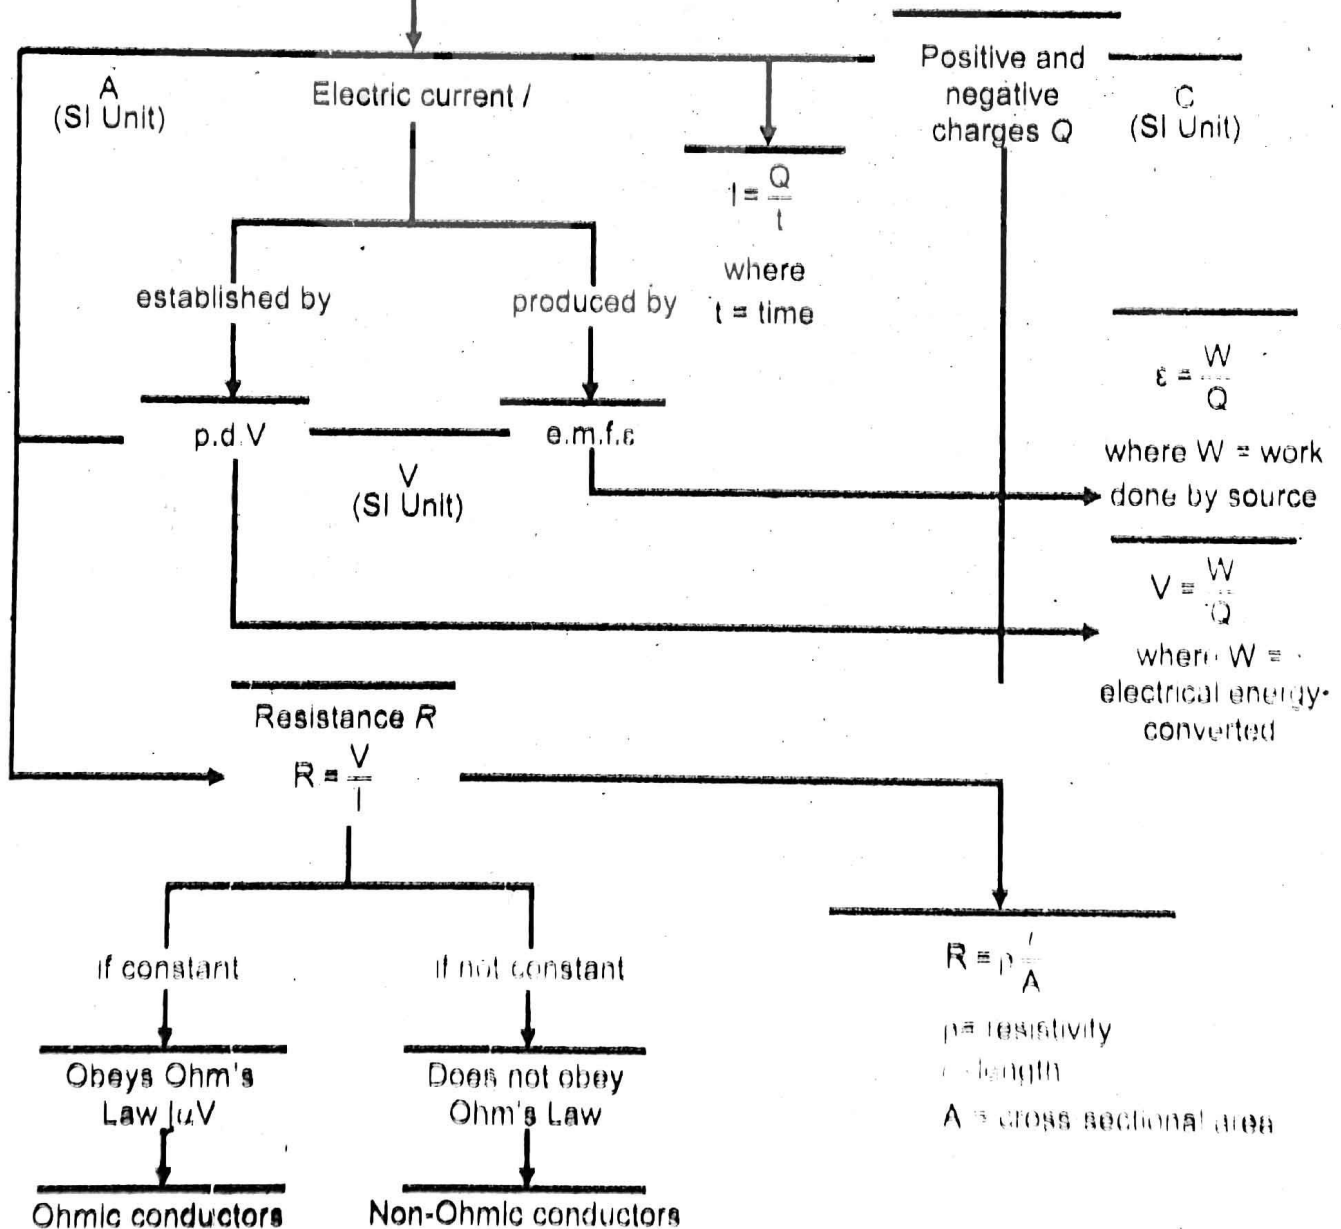 A
(SI Unit)
Electric current I
Positive and
negative
charges Q
C
(SI Unit)
I = Q
t
where
t = time
established by
produced by
p.d.V
V
(SI Unit)
e.m.f.ε
ε = W
Q
where W = work
done by source
V = W
Q
where W =
electrical energy-
converted
Resistance R
R = V
I
if constant
if not constant
Obeys Ohm's
Law IμV
Ohmic conductors
Does not obey
Ohm's Law
Non-Ohmic conductors
R = ρ l
A
ρ= resistivity
length
A = cross sectional area